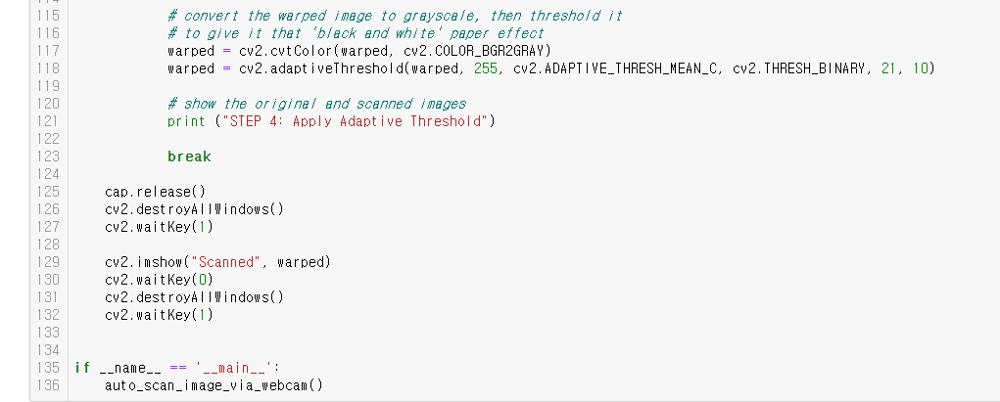 115 # convert the warped image to grayscale, then threshold it
116 # to give it that 'black and white' paper effect
117 warped = cv2.cvtColor(warped, cv2.COLOR_BGR2GRAY)
118 warped = cv2.adaptiveThreshold(warped, 255, cv2.ADAPTIVE_THRESH_MEAN_C, cv2.THRESH_BINARY, 21, 10)
119
120 # show the original and scanned images
121 print ("STEP 4: Apply Adaptive Threshold")
122
123 break
124
125 cap.release()
126 cv2.destroyAllWindows()
127 cv2.waitKey(1)
128
129 cv2.imshow("Scanned", warped)
130 cv2.waitKey(0)
131 cv2.destroyAllWindows()
132 cv2.waitKey(1)
133
134
135 if __name__ == '__main__':
136 auto_scan_image_via_webcam()